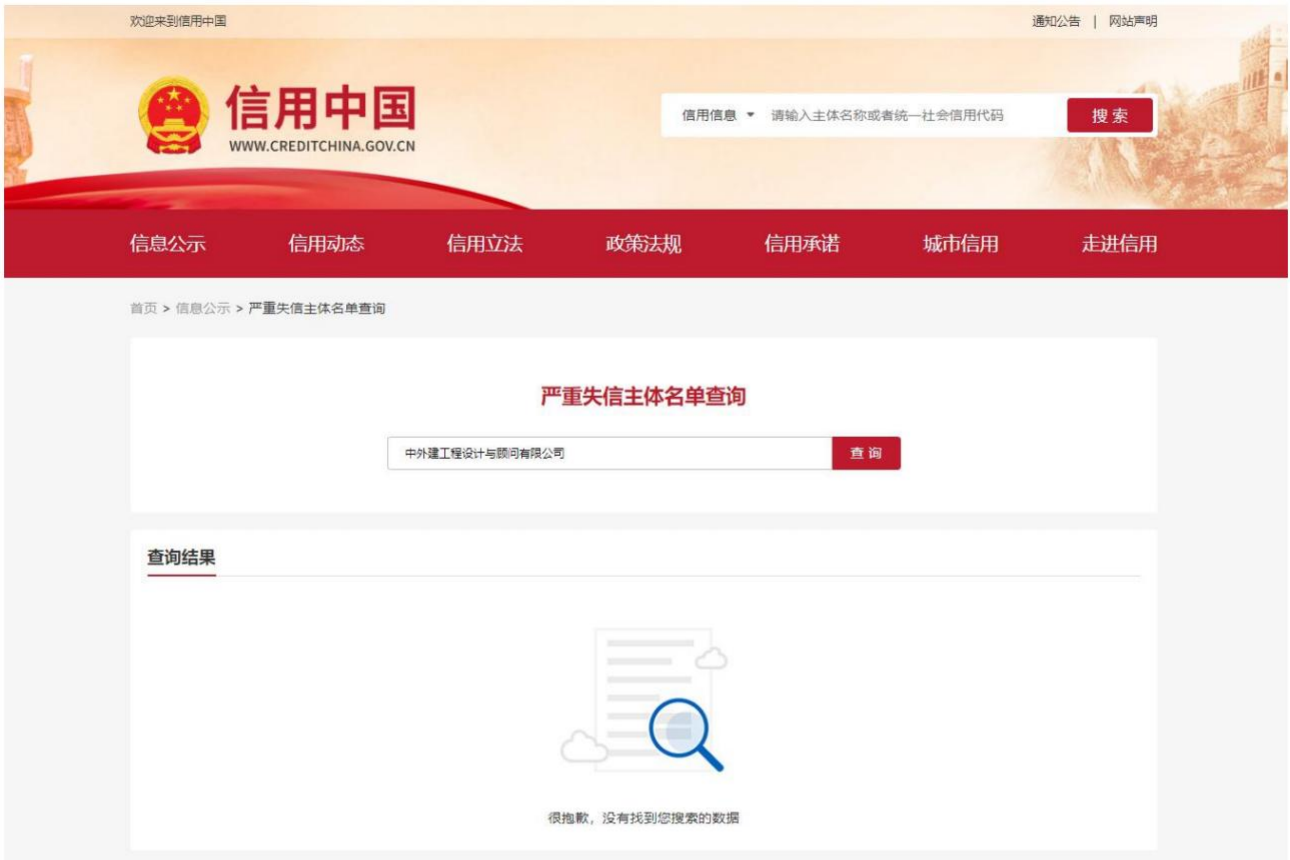 欢迎来到信用中国
通知公告 | 网站声明
信用中国
WWW.CREDITCHINA.GOV.CN
信用信息 请输入主体名称或者统一社会信用代码 搜索
信息公示 信用动态 信用立法 政策法规 信用承诺 城市信用 走进信用
首页 > 信息公示 > 严重失信主体名单查询
严重失信主体名单查询
中外建工程设计与顾问有限公司 查询
查询结果
很抱歉，没有找到您搜索的数据